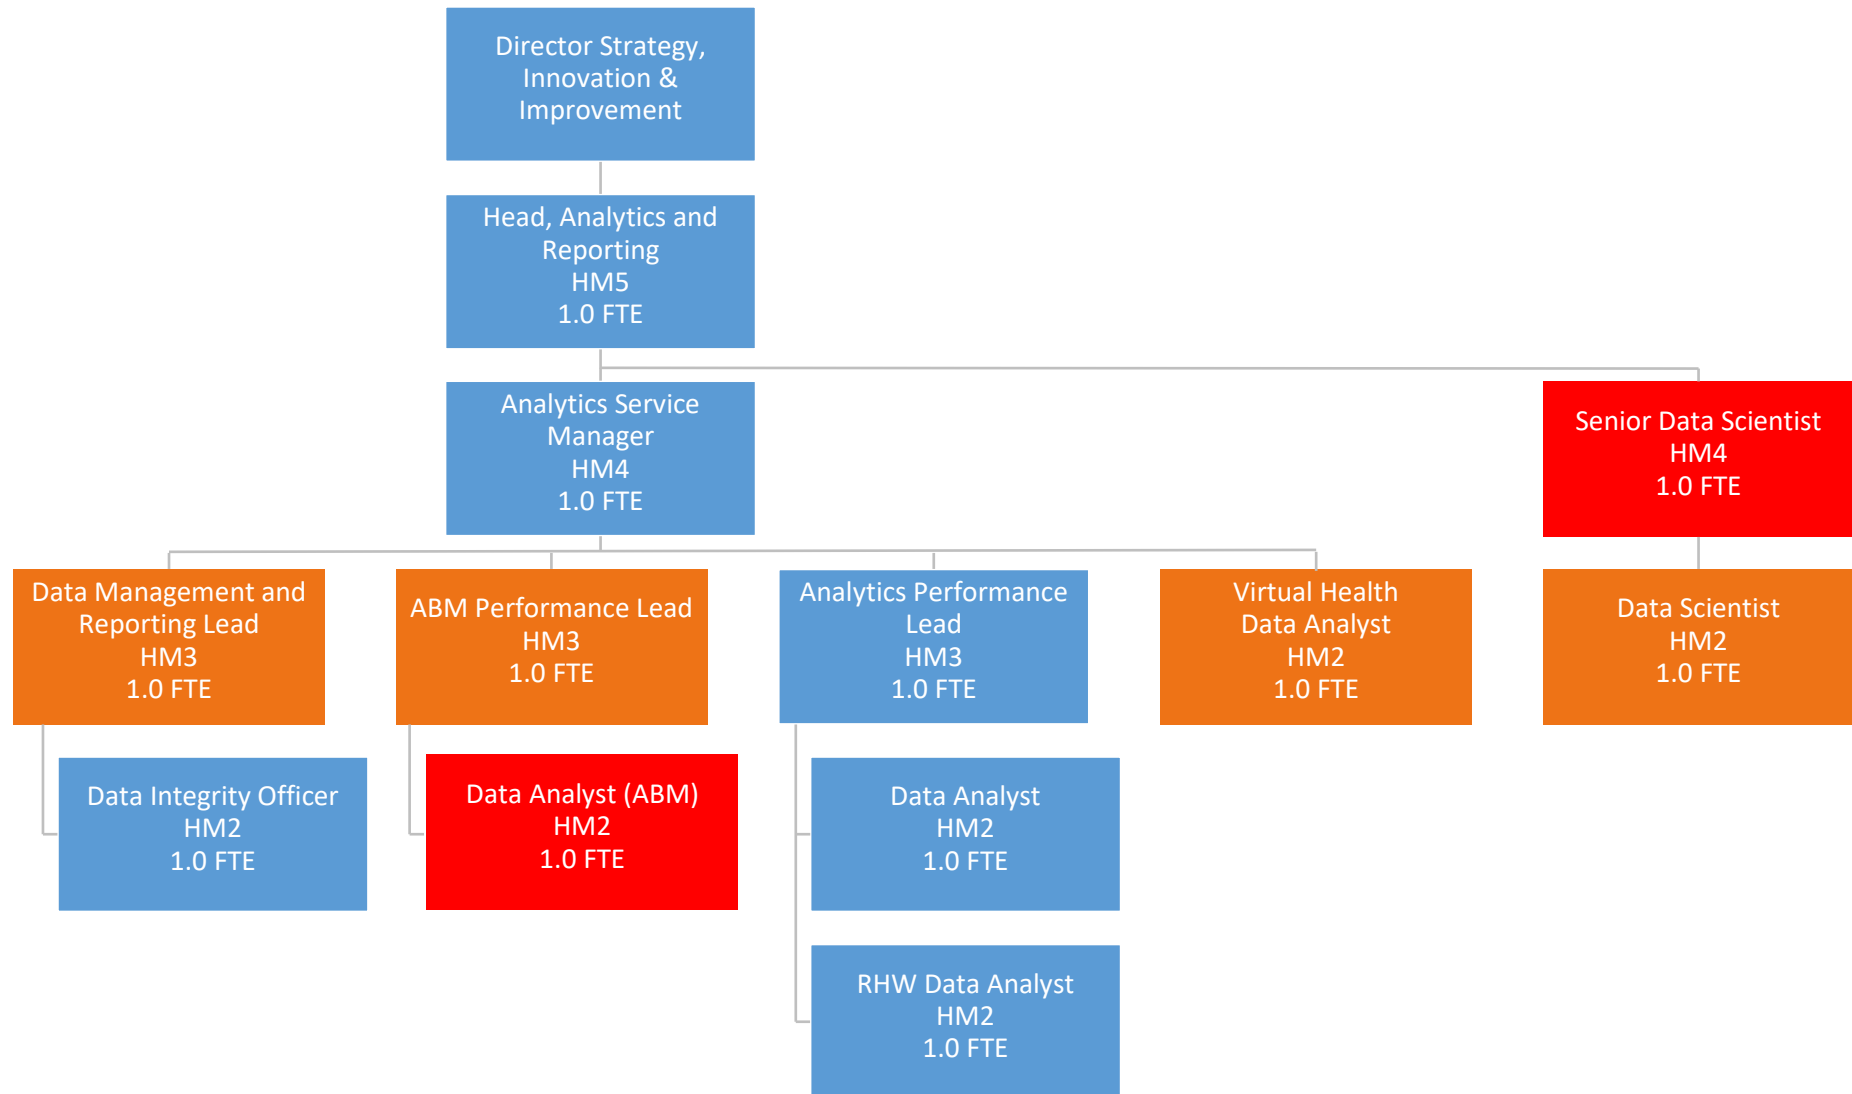 Director Strategy,
Innovation &
Improvement
Head, Analytics and
Reporting
HM5
1.0 FTE
Analytics Service
Manager
HM4
1.0 FTE
Senior Data Scientist
HM4
1.0 FTE
Data Management and
Reporting Lead
HM3
1.0 FTE
ABM Performance Lead
HM3
1.0 FTE
Analytics Performance
Lead
HM3
1.0 FTE
Virtual Health
Data Analyst
HM2
1.0 FTE
Data Scientist
HM2
1.0 FTE
Data Integrity Officer
HM2
1.0 FTE
Data Analyst (ABM)
HM2
1.0 FTE
Data Analyst
HM2
1.0 FTE
RHW Data Analyst
HM2
1.0 FTE